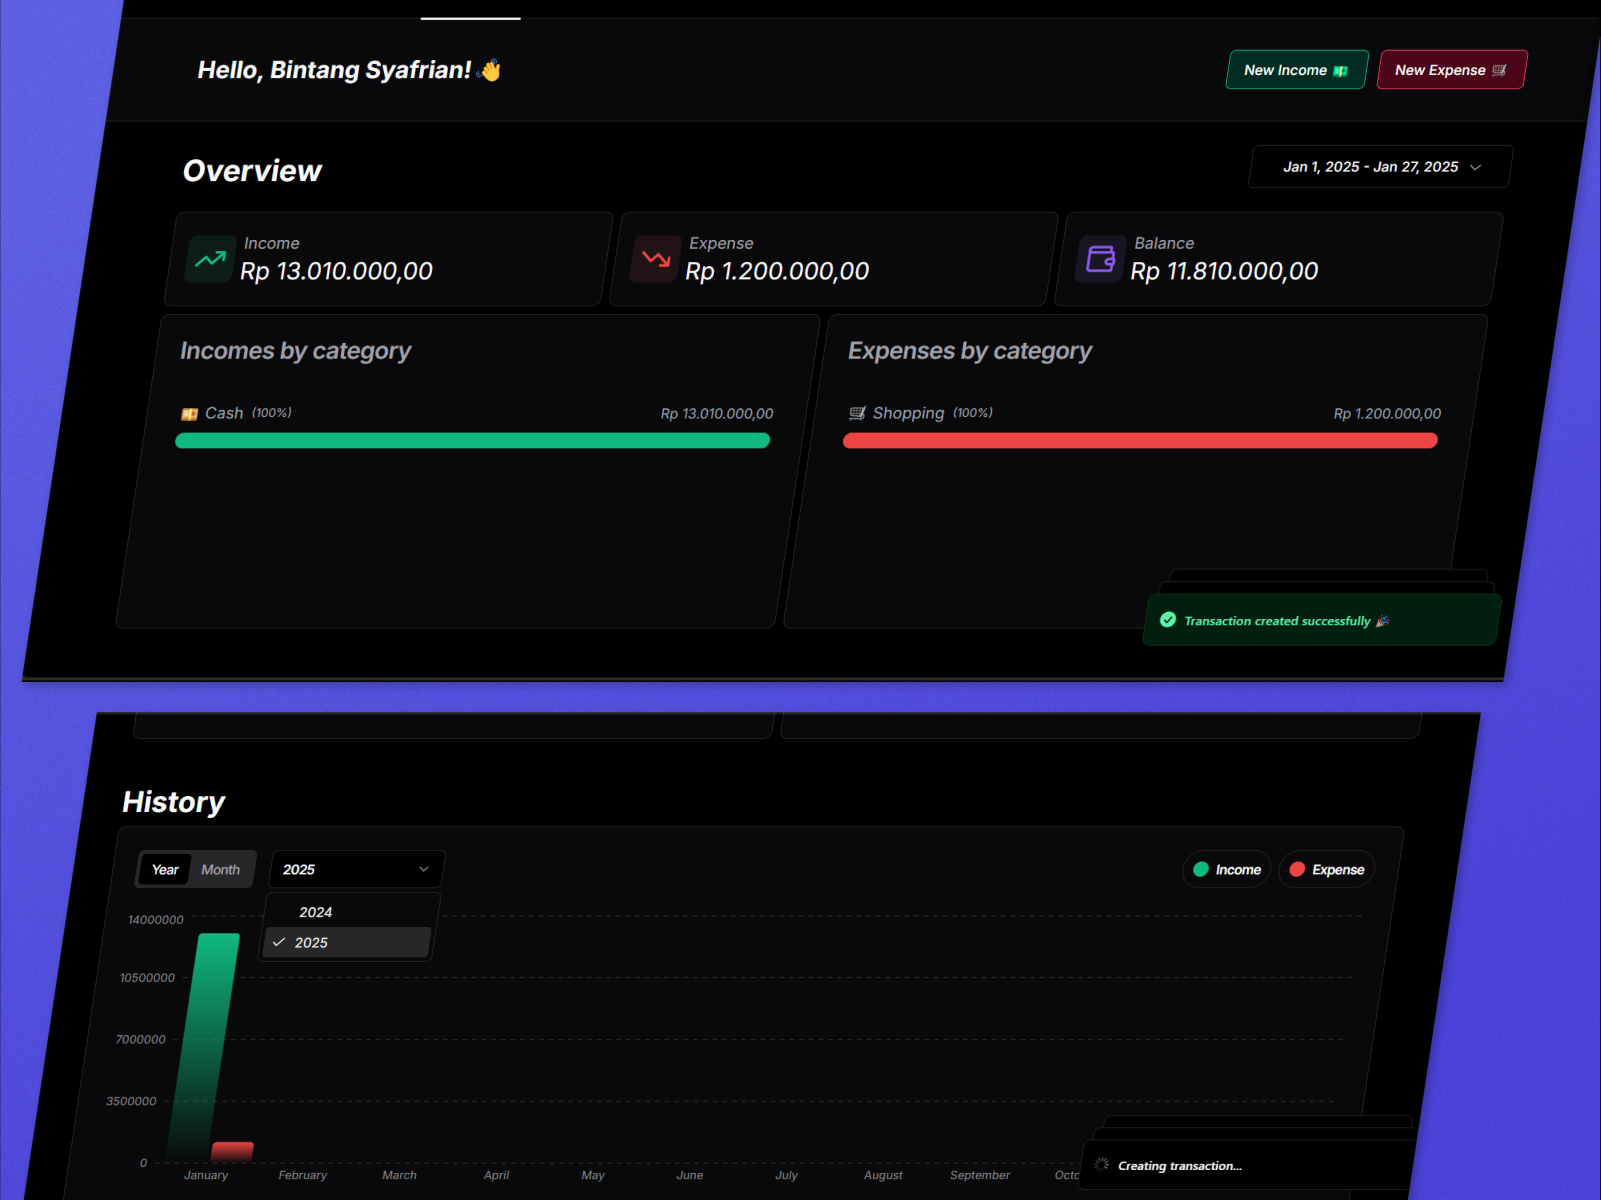 Hello, Bintang Syafrian! 👋
New Income 💵
New Expense 🛒
Overview
Jan 1, 2025 - Jan 27, 2025
Income
Rp 13.010.000,00
Expense
Rp 1.200.000,00
Balance
Rp 11.810.000,00
Incomes by category
💴 Cash (100%) Rp 13.010.000,00
Expenses by category
🛒 Shopping (100%) Rp 1.200.000,00
Transaction created successfully 🎉
History
Year Month 2025
Income Expense
2024
2025
14000000
10500000
7000000
3500000
0
January February March April May June July August September Octo
Creating transaction...